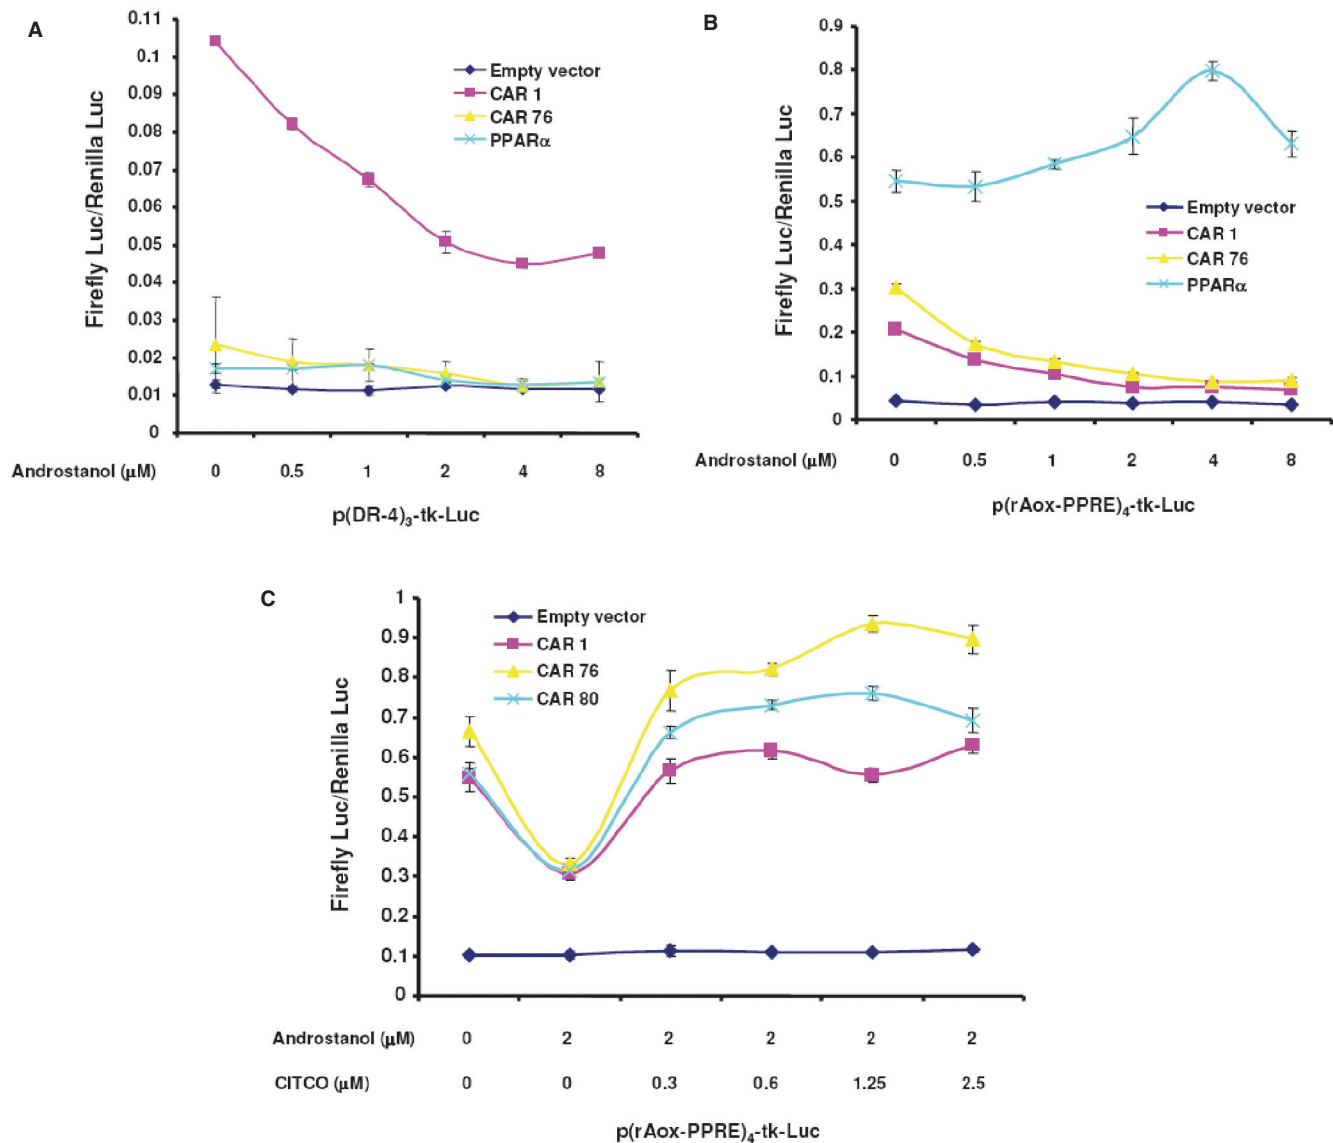 A
0.11
0.1
0.09
0.08
0.07
0.06
0.05
0.04
0.03
0.02
0.01
0
Firefly Luc/Renilla Luc
Empty vector
CAR 1
CAR 76
PPARα
Androstanol (μM) 0 0.5 1 2 4 8
p(DR-4)₃-tk-Luc
B
0.9
0.8
0.7
0.6
0.5
0.4
0.3
0.2
0.1
0
Firefly Luc/Renilla Luc
Empty vector
CAR 1
CAR 76
PPARα
Androstanol (μM) 0 0.5 1 2 4 8
p(rAox-PPRE)₄-tk-Luc
C
1
0.9
0.8
0.7
0.6
0.5
0.4
0.3
0.2
0.1
0
Firefly Luc/Renilla Luc
Empty vector
CAR 1
CAR 76
CAR 80
Androstanol (μM) 0 2 2 2 2 2
CITCO (μM) 0 0 0.3 0.6 1.25 2.5
p(rAox-PPRE)₄-tk-Luc